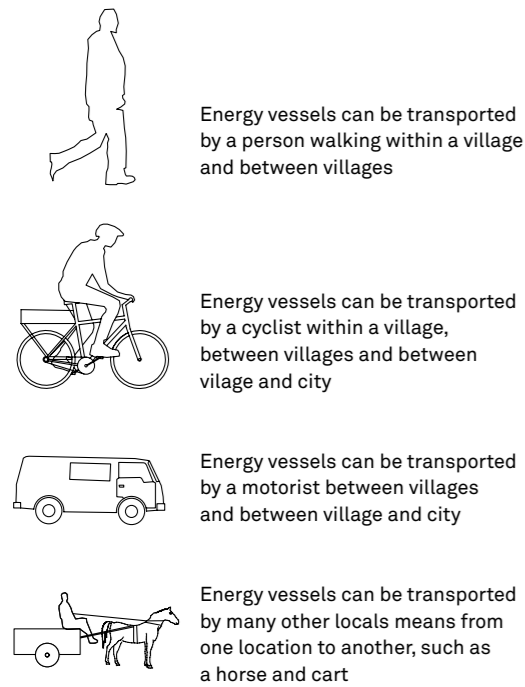 Energy vessels can be transported
by a person walking within a village
and between villages
Energy vessels can be transported
by a cyclist within a village,
between villages and between
vilage and city
Energy vessels can be transported
by a motorist between villages
and between village and city
Energy vessels can be transported
by many other locals means from
one location to another, such as
a horse and cart